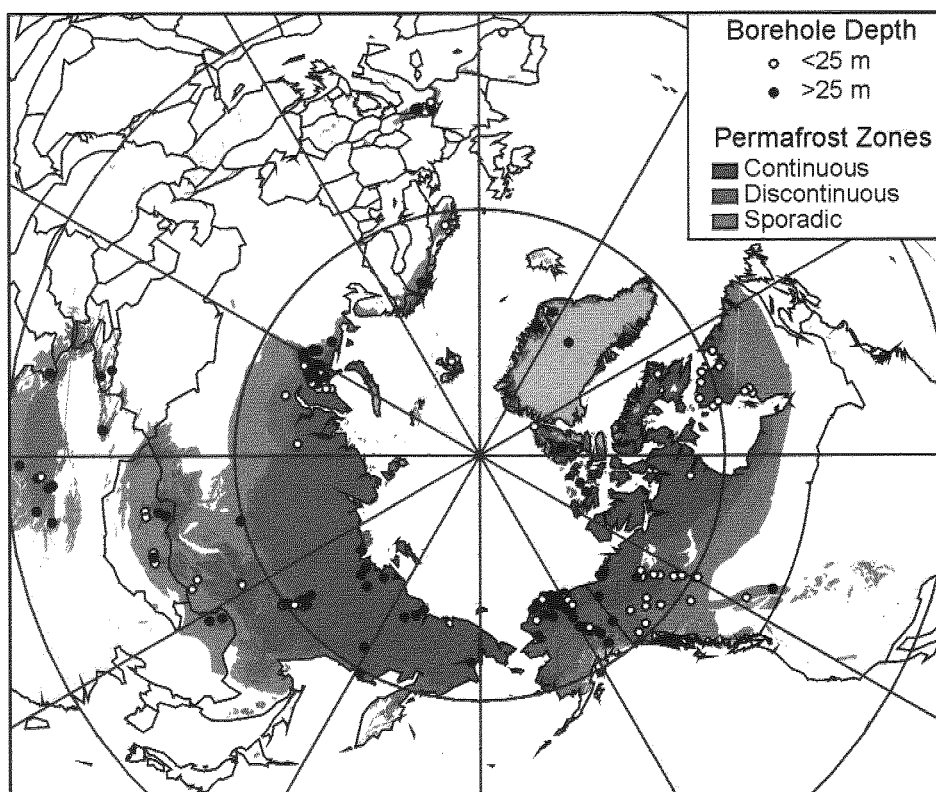 Borehole Depth
<25 m
>25 m
Permafrost Zones
Continuous
Discontinuous
Sporadic